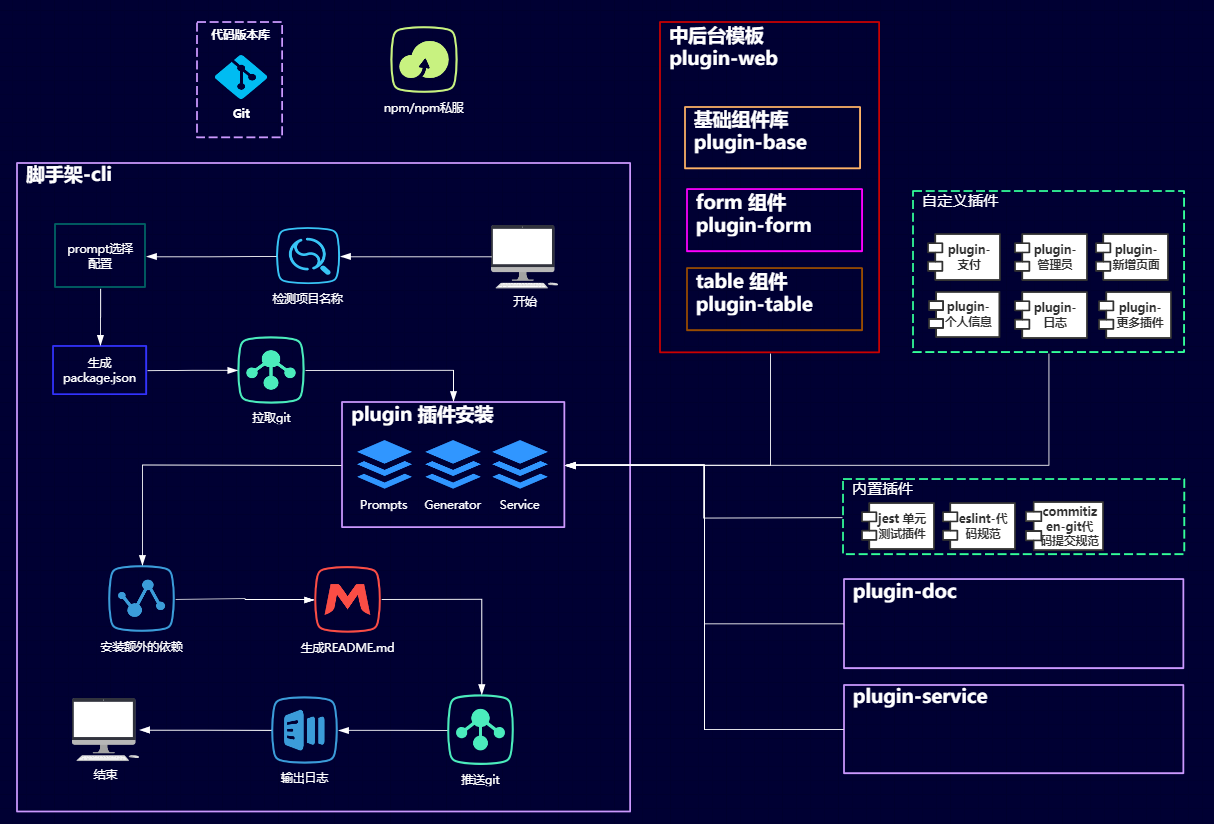 代码版本库
Git
npm/npm私服
中后台模板
plugin-web
基础组件库
plugin-base
form 组件
plugin-form
table 组件
plugin-table
自定义插件
plugin-
支付
plugin-
管理员
plugin-
新增页面
plugin-
个人信息
plugin-
日志
plugin-
更多插件
脚手架-cli
prompt选择
配置
检测项目名称
开始
生成
package.json
拉取git
plugin 插件安装
Prompts
Generator
Service
内置插件
jest 单元
测试插件
eslint-代
码规范
commitiz
en-git代
码提交规范
plugin-doc
plugin-service
安装额外的依赖
生成README.md
结束
输出日志
推送git